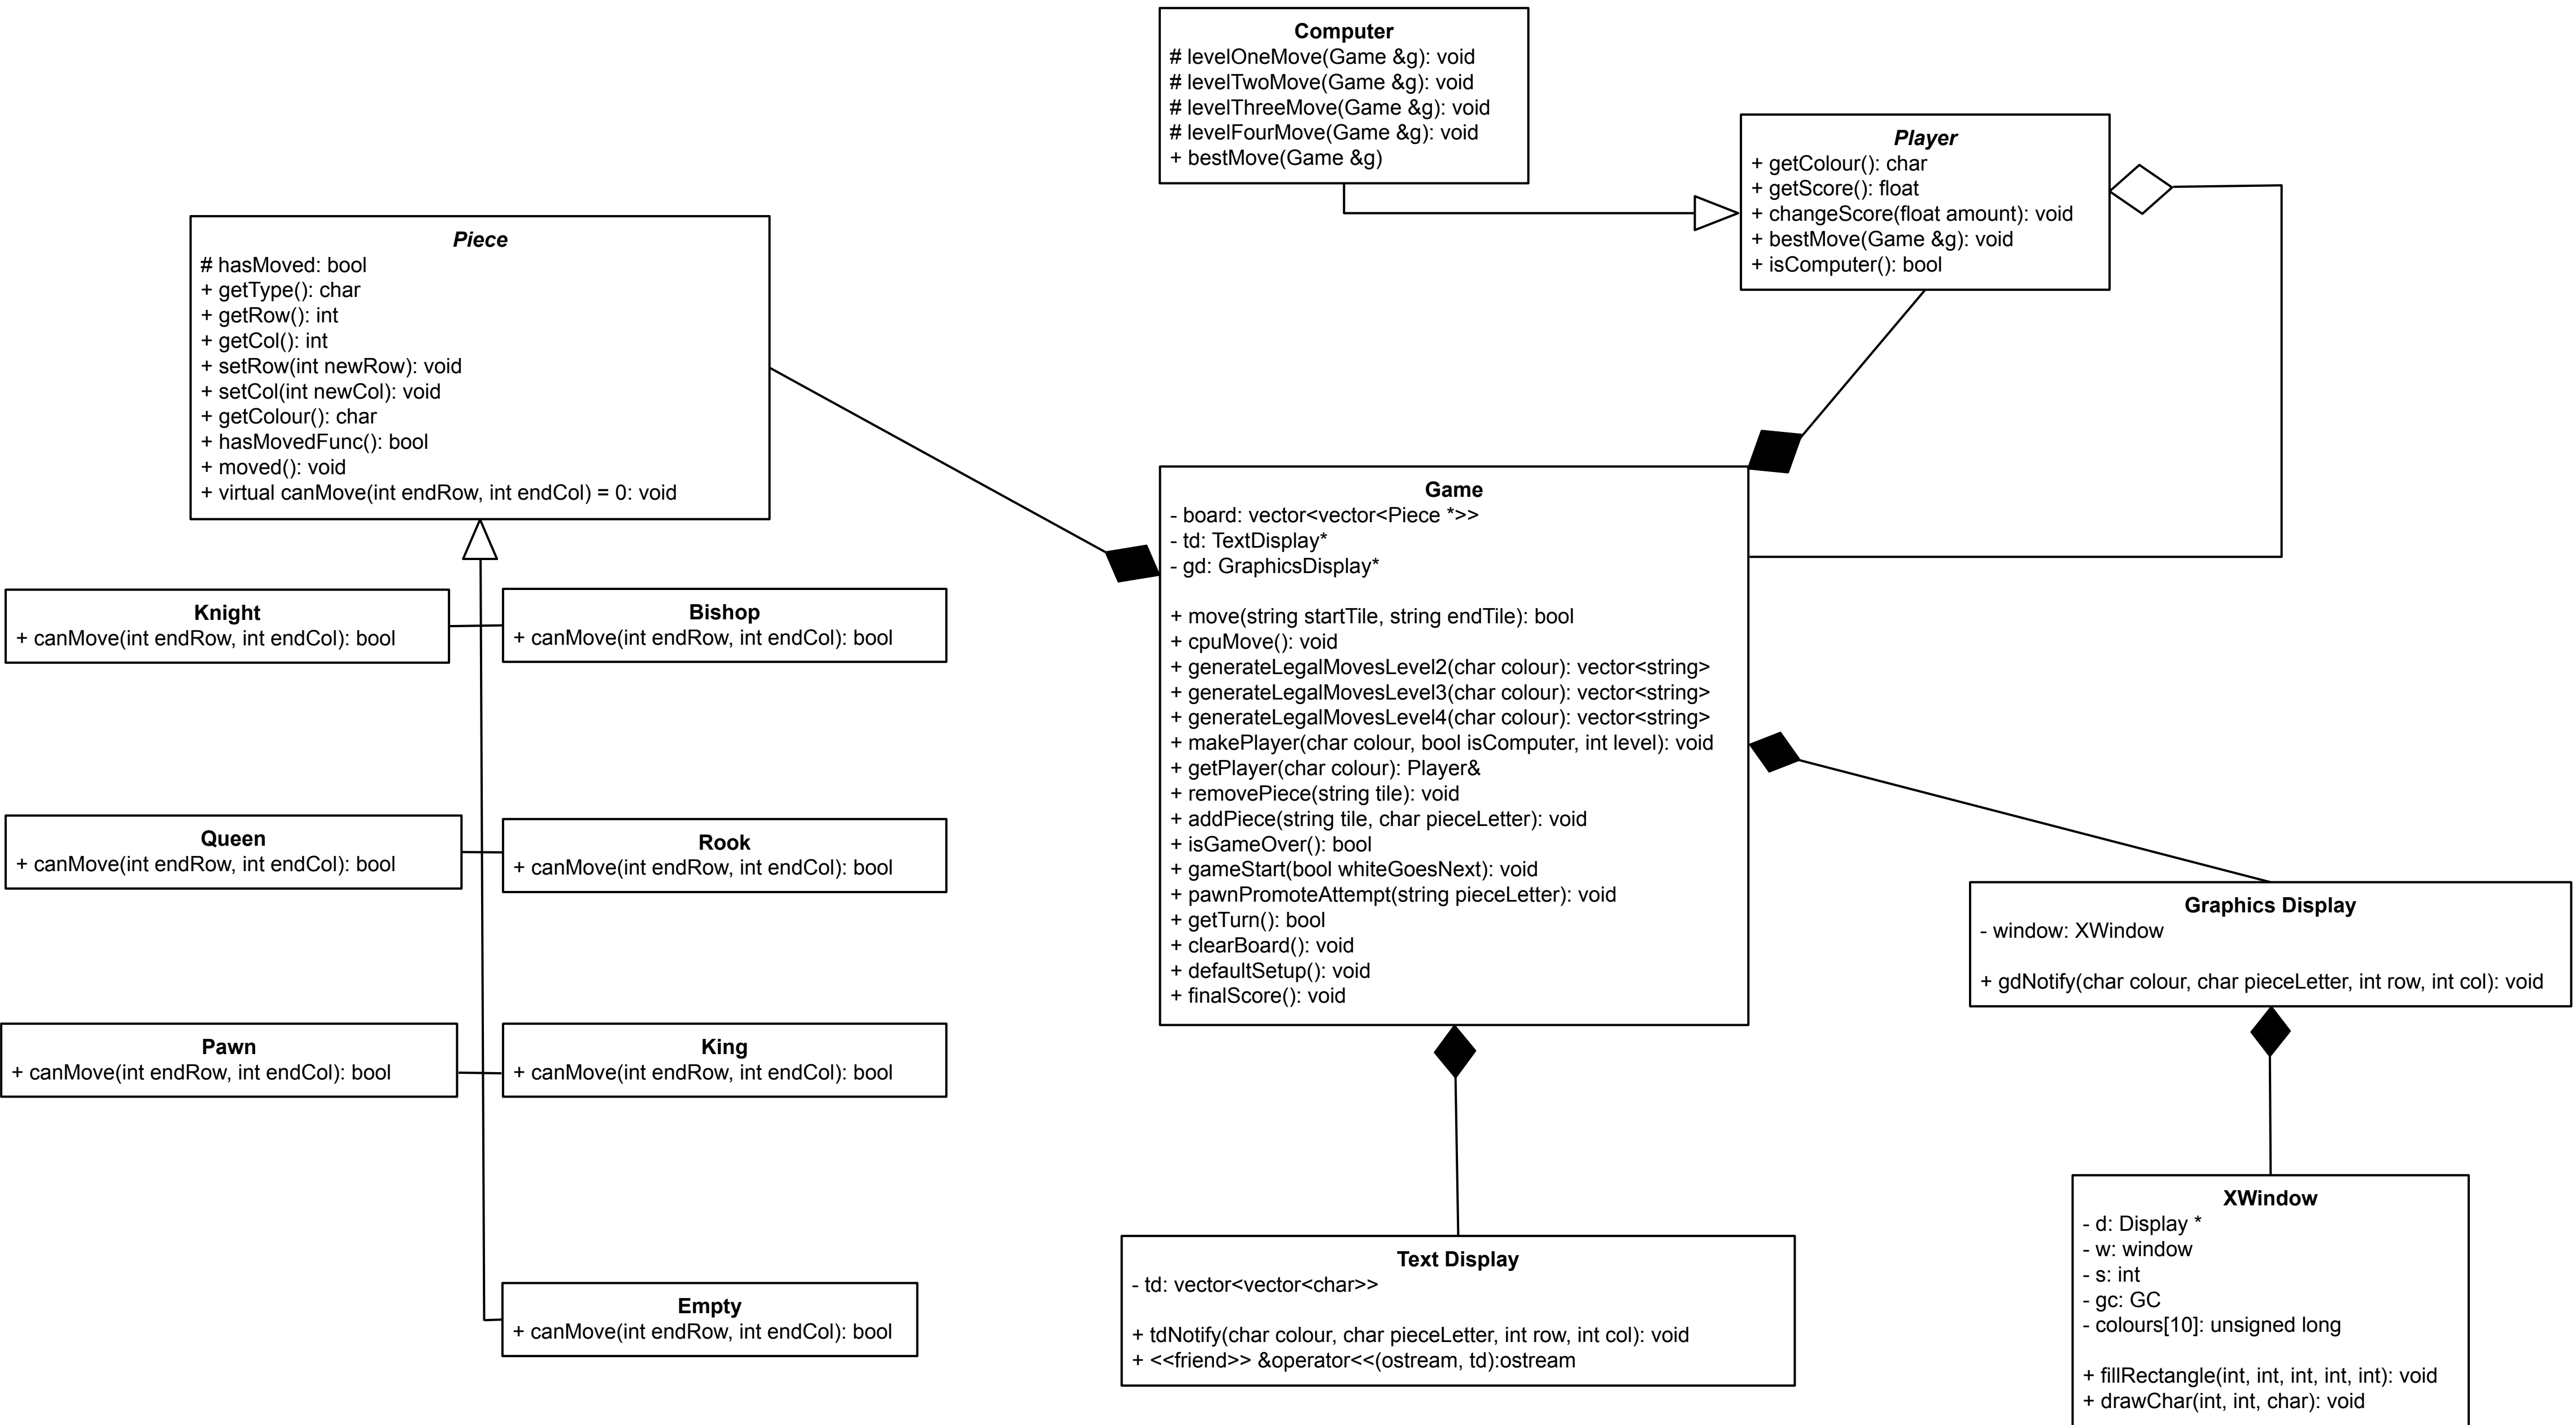 Computer
# levelOneMove(Game &g): void
# levelTwoMove(Game &g): void
# levelThreeMove(Game &g): void
# levelFourMove(Game &g): void
+ bestMove(Game &g)
Player
+ getColour(): char
+ getScore(): float
+ changeScore(float amount): void
+ bestMove(Game &g): void
+ isComputer(): bool
Piece
# hasMoved: bool
+ getType(): char
+ getRow(): int
+ getCol(): int
+ setRow(int newRow): void
+ setCol(int newCol): void
+ getColour(): char
+ hasMovedFunc(): bool
+ moved(): void
+ virtual canMove(int endRow, int endCol) = 0: void
Game
- board: vector<vector<Piece *>>
- td: TextDisplay*
- gd: GraphicsDisplay*
+ move(string startTile, string endTile): bool
+ cpuMove(): void
+ generateLegalMovesLevel2(char colour): vector<string>
+ generateLegalMovesLevel3(char colour): vector<string>
+ generateLegalMovesLevel4(char colour): vector<string>
+ makePlayer(char colour, bool isComputer, int level): void
+ getPlayer(char colour): Player&
+ removePiece(string tile): void
+ addPiece(string tile, char pieceLetter): void
+ isGameOver(): bool
+ gameStart(bool whiteGoesNext): void
+ pawnPromoteAttempt(string pieceLetter): void
+ getTurn(): bool
+ clearBoard(): void
+ defaultSetup(): void
+ finalScore(): void
Knight
+ canMove(int endRow, int endCol): bool
Bishop
+ canMove(int endRow, int endCol): bool
Queen
+ canMove(int endRow, int endCol): bool
Rook
+ canMove(int endRow, int endCol): bool
Pawn
+ canMove(int endRow, int endCol): bool
King
+ canMove(int endRow, int endCol): bool
Empty
+ canMove(int endRow, int endCol): bool
Graphics Display
- window: XWindow
+ gdNotify(char colour, char pieceLetter, int row, int col): void
Text Display
- td: vector<vector<char>>
+ tdNotify(char colour, char pieceLetter, int row, int col): void
+ <<friend>> &operator<<(ostream, td):ostream
XWindow
- d: Display *
- w: window
- s: int
- gc: GC
- colours[10]: unsigned long
+ fillRectangle(int, int, int, int, int): void
+ drawChar(int, int, char): void